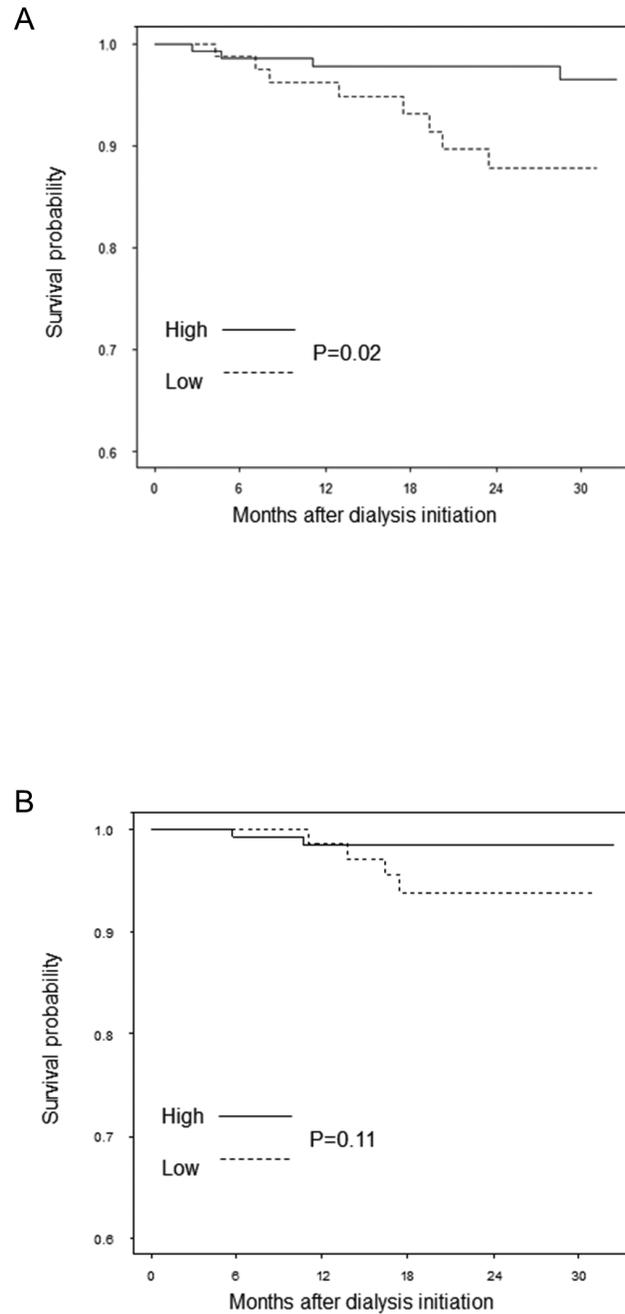 A
1.0
0.9
0.8
0.7
0.6
Survival probability
High
P=0.02
Low
0 6 12 18 24 30
Months after dialysis initiation
B
1.0
0.9
0.8
0.7
0.6
Survival probability
High
P=0.11
Low
0 6 12 18 24 30
Months after dialysis initiation